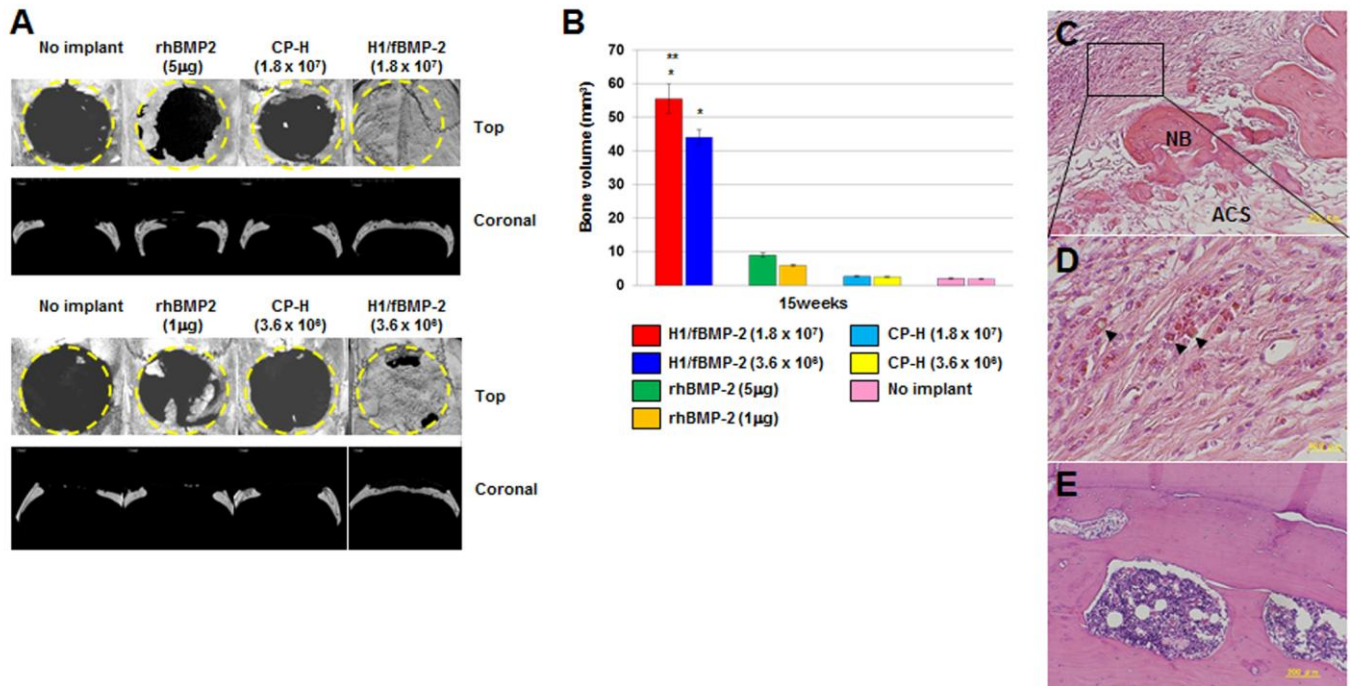 A
No implant rhBMP2 CP-H H1/fBMP-2
(5µg) (1.8 x 10⁷) (1.8 x 10⁷)
Top
Coronal
No implant rhBMP2 CP-H H1/fBMP-2
(1µg) (3.6 x 10⁶) (3.6 x 10⁶)
Top
Coronal
B
Bone volume (mm³)
70
60
50
40
30
20
10
0
**
*
*
15weeks
H1/fBMP-2 (1.8 x 10⁷) CP-H (1.8 x 10⁷)
H1/fBMP-2 (3.6 x 10⁶) CP-H (3.6 x 10⁶)
rhBMP-2 (5µg) No implant
rhBMP-2 (1µg)
C
NB
ACS
D
E
200 µm